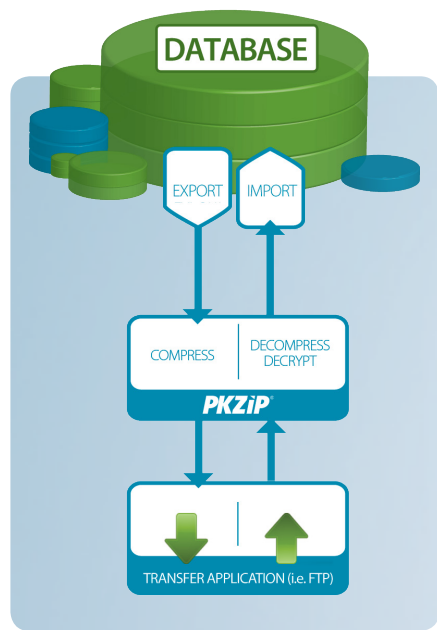 DATABASE
EXPORT
IMPORT
COMPRESS
DECOMPRESS
DECRYPT
PKZiP®
TRANSFER APPLICATION (i.e. FTP)